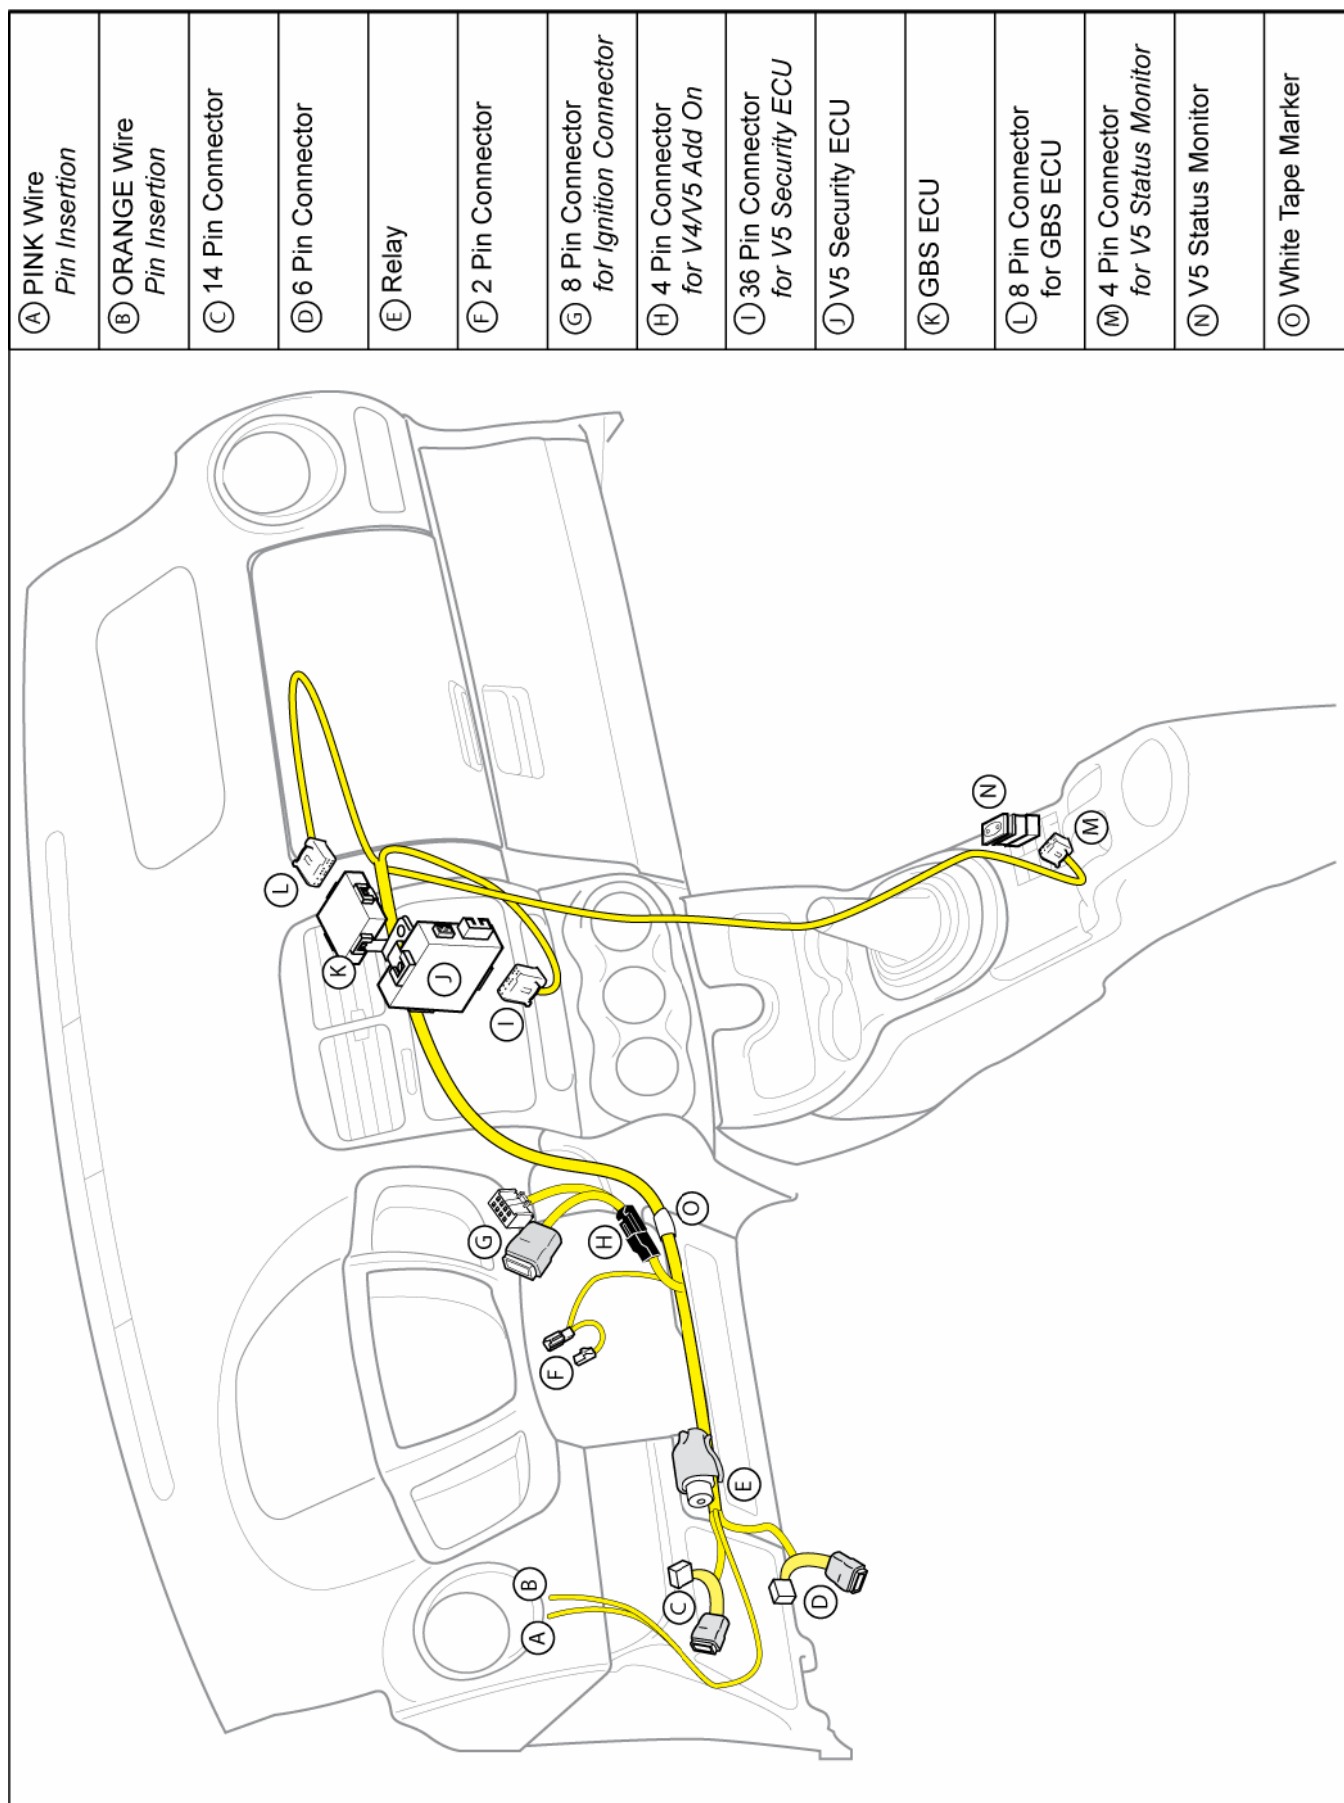 A PINK Wire
Pin Insertion
B ORANGE Wire
Pin Insertion
C 14 Pin Connector
D 6 Pin Connector
E Relay
F 2 Pin Connector
G 8 Pin Connector
for Ignition Connector
H 4 Pin Connector
for V4/V5 Add On
I 36 Pin Connector
for V5 Security ECU
J V5 Security ECU
K GBS ECU
L 8 Pin Connector
for GBS ECU
M 4 Pin Connector
for V5 Status Monitor
N V5 Status Monitor
O White Tape Marker
A
B
C
D
E
F
G
H
O
I
J
K
L
M
N